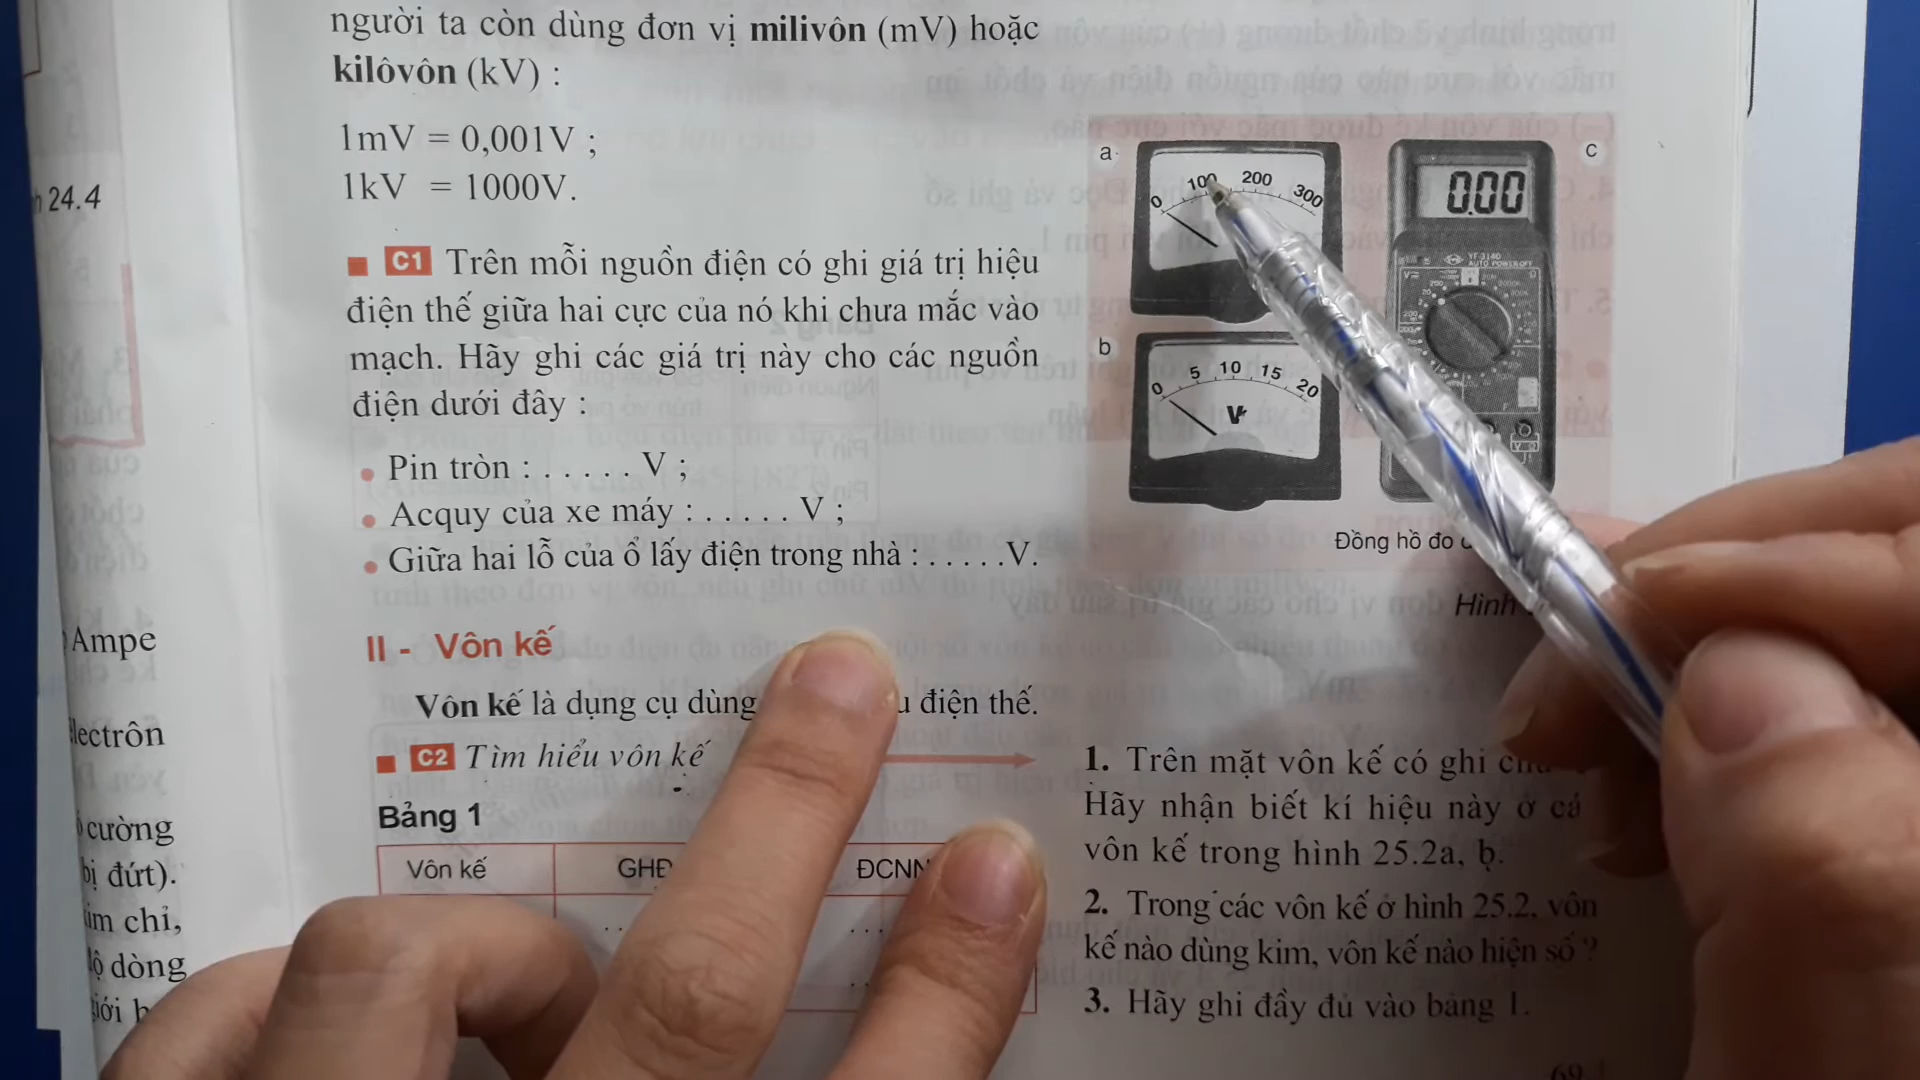 người ta còn dùng đơn vị milivôn (mV) hoặc
kilôvôn (kV) :
1mV = 0,001V ;
1kV = 1000V.
C1 Trên mỗi nguồn điện có ghi giá trị hiệu
điện thế giữa hai cực của nó khi chưa mắc vào
mạch. Hãy ghi các giá trị này cho các nguồn
điện dưới đây :
• Pin tròn : . . . . . . V ;
• Acquy của xe máy : . . . . . . V ;
• Giữa hai lỗ của ổ lấy điện trong nhà : . . . . . . V.
II - Vôn kế
Vôn kế là dụng cụ dùng điện thế.
C2 Tìm hiểu vôn kế
Bảng 1
Vôn kế GHĐ ĐCNN
a
0 100 200 300
b
0 5 10 15 20
V
c
0.00
YF-3140
AUTO POWER OFF
Đồng hồ đo
Hình
1. Trên mặt vôn kế có ghi
Hãy nhận biết kí hiệu này ở
vôn kế trong hình 25.2a, b.
2. Trong các vôn kế ở hình 25.2, vôn
kế nào dùng kim, vôn kế nào hiện số ?
3. Hãy ghi đầy đủ vào bảng 1.
69
24.4
Ampe
cường
bị đứt).
chỉ,
dòng